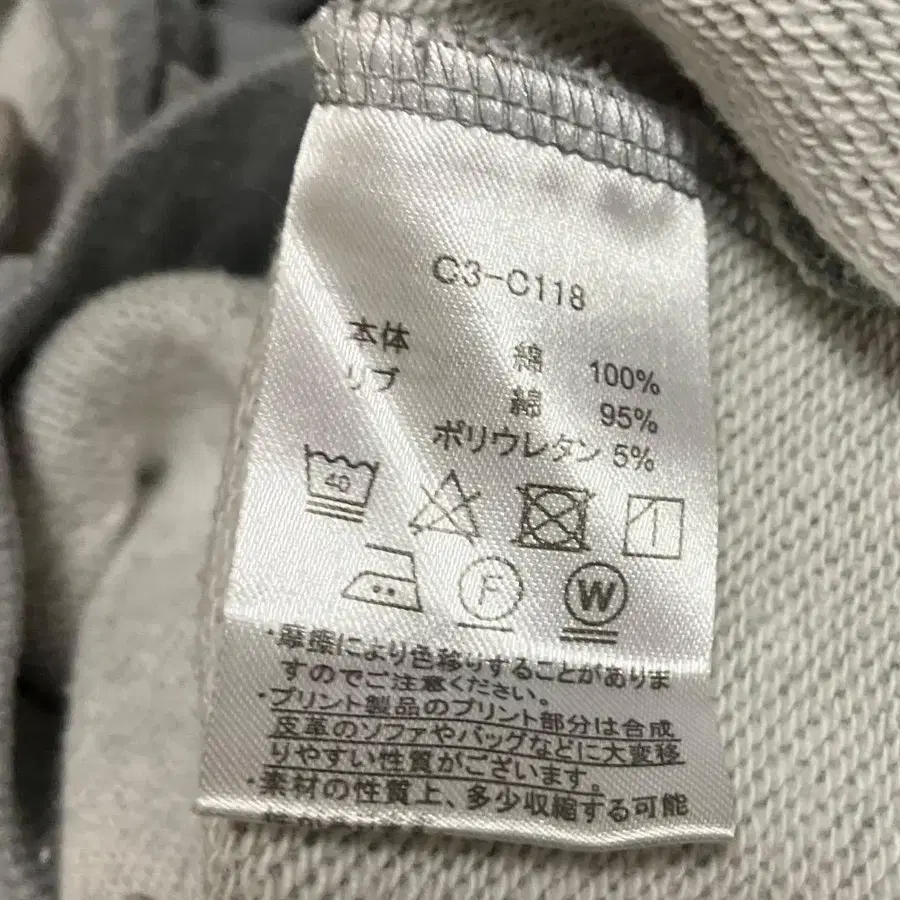 C3-C118
本体 綿 100%
リブ 綿 95%
ポリウレタン 5%
40
F W
・摩擦により色移りすることがありま
すのでご注意ください。
・プリント製品のプリント部分は合成
皮革のソファやバッグなどに大変移
りやすい性質がございます。
・素材の性質上、多少収縮する可能